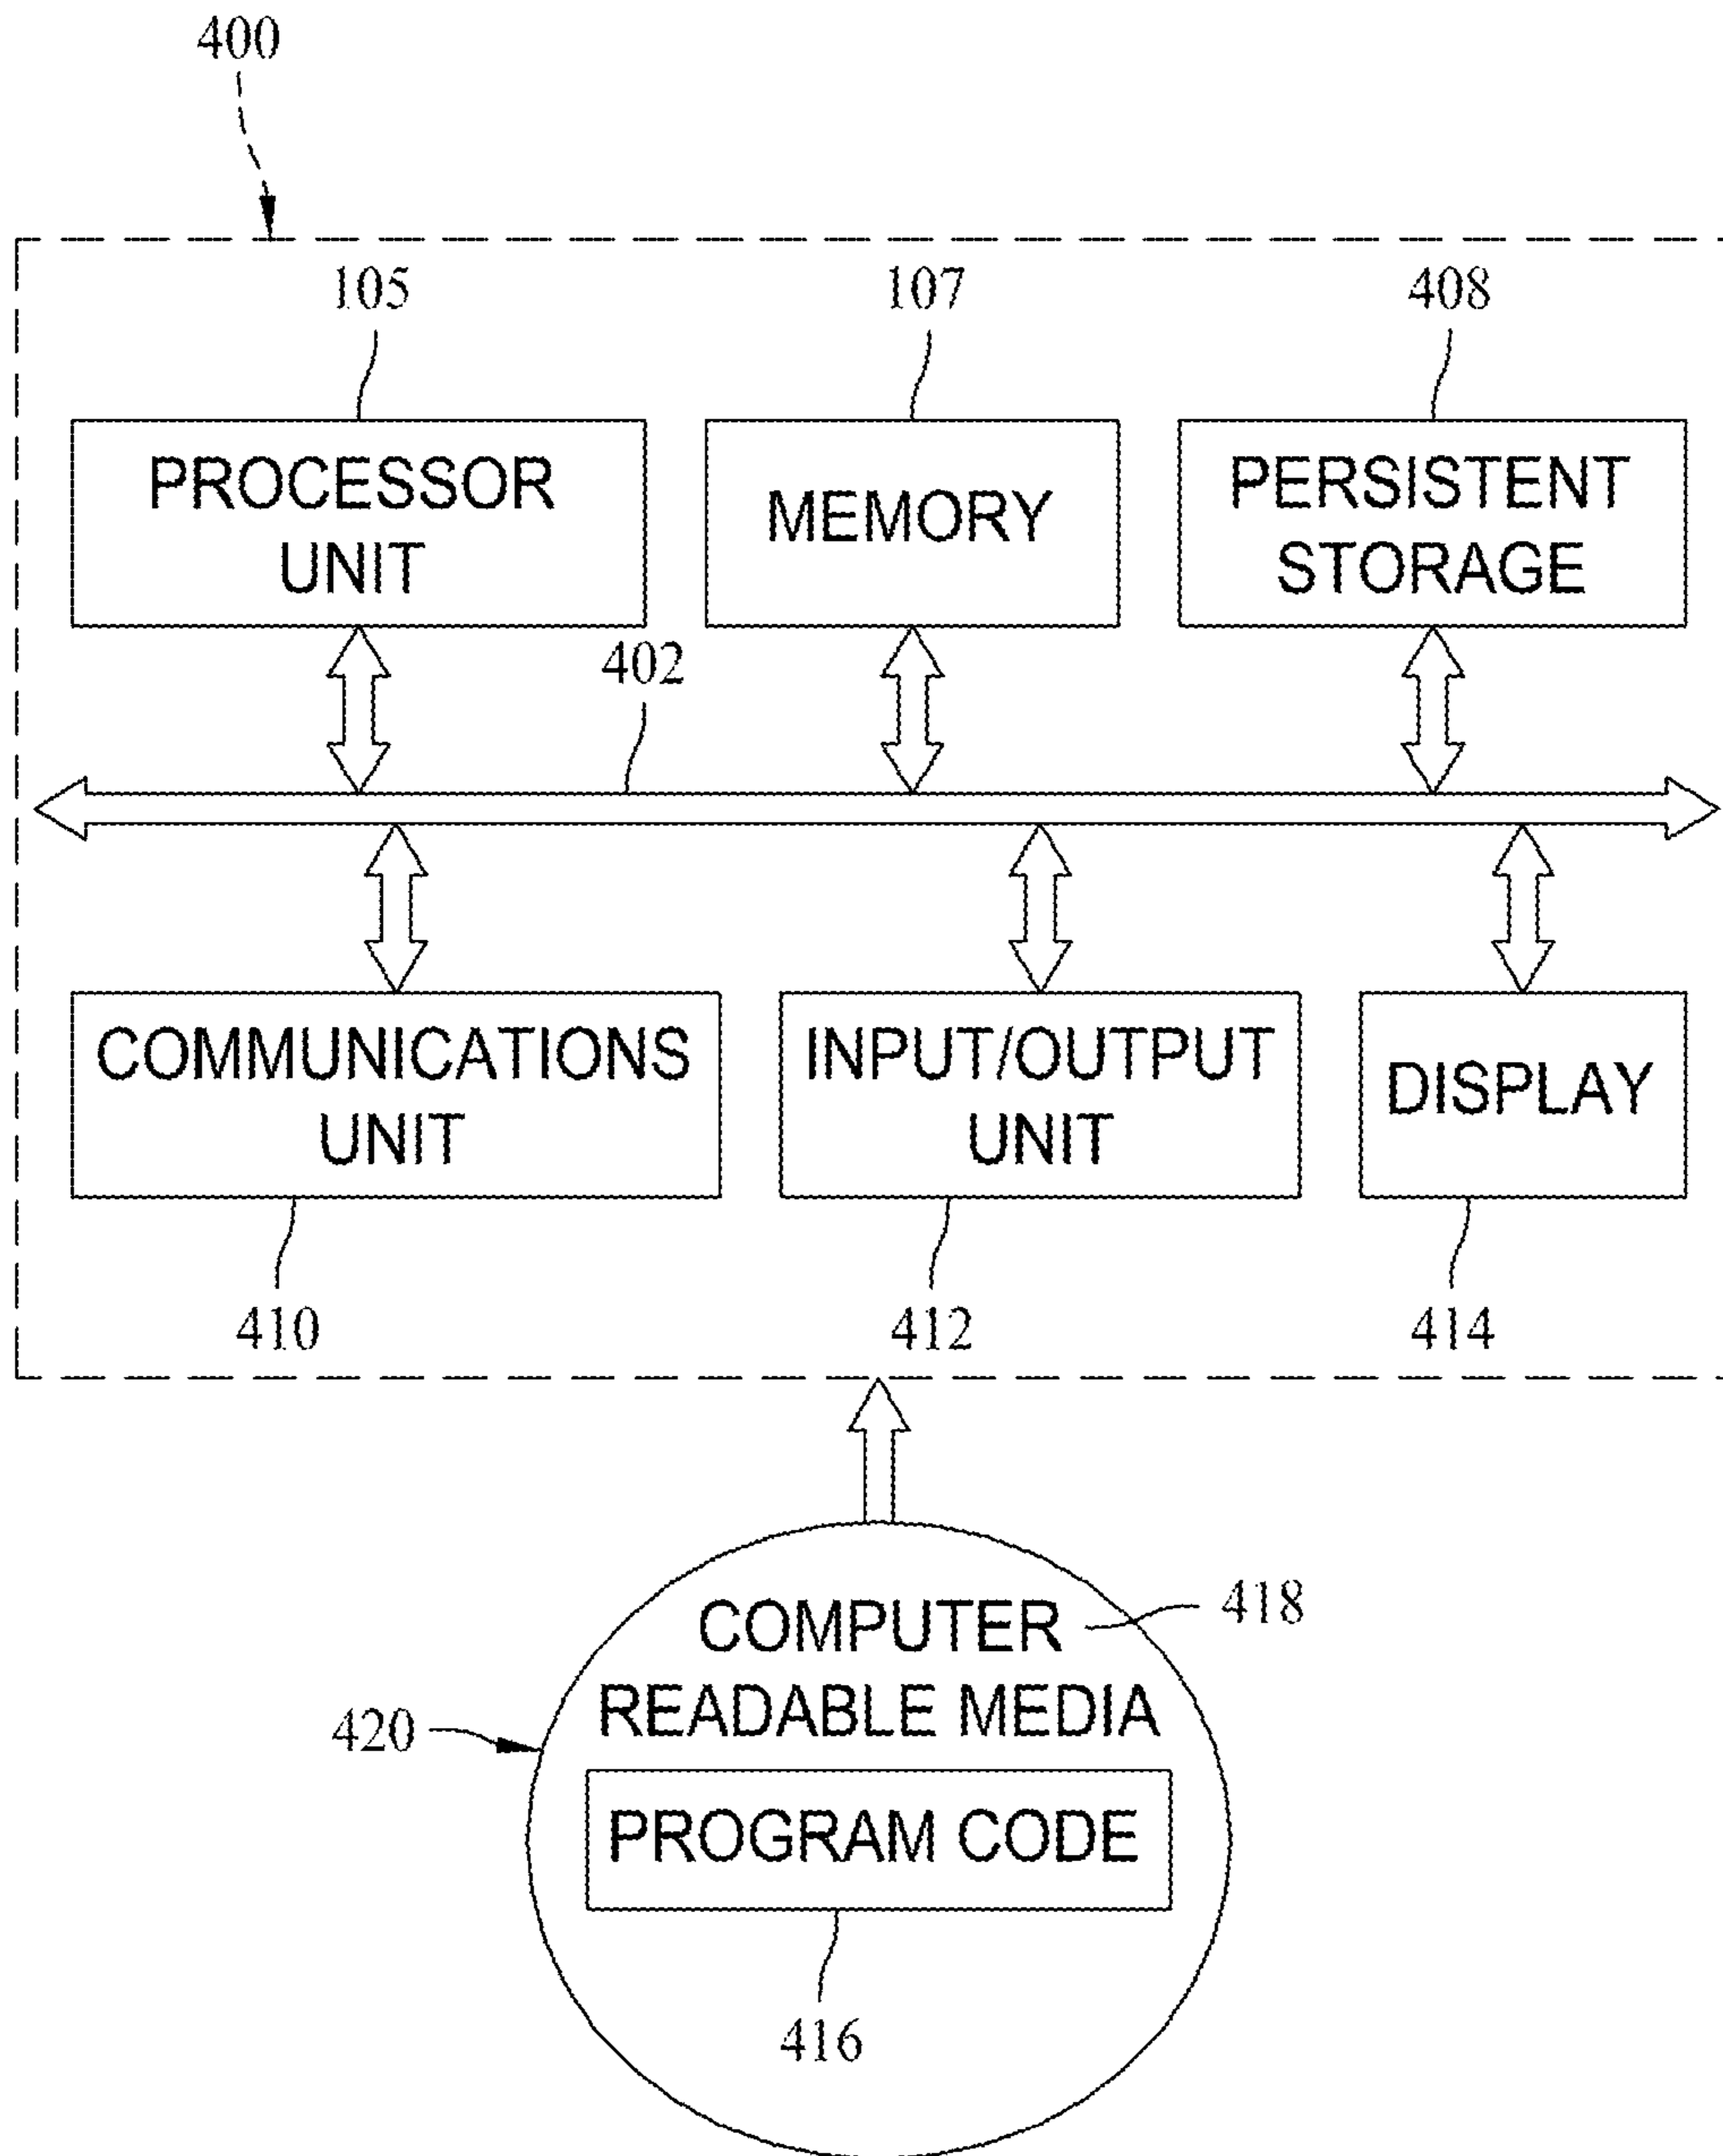 400
105
107
408
PROCESSOR
UNIT
MEMORY
PERSISTENT
STORAGE
402
COMMUNICATIONS
UNIT
INPUT/OUTPUT
UNIT
DISPLAY
410
412
414
COMPUTER
READABLE MEDIA
418
420
PROGRAM CODE
416